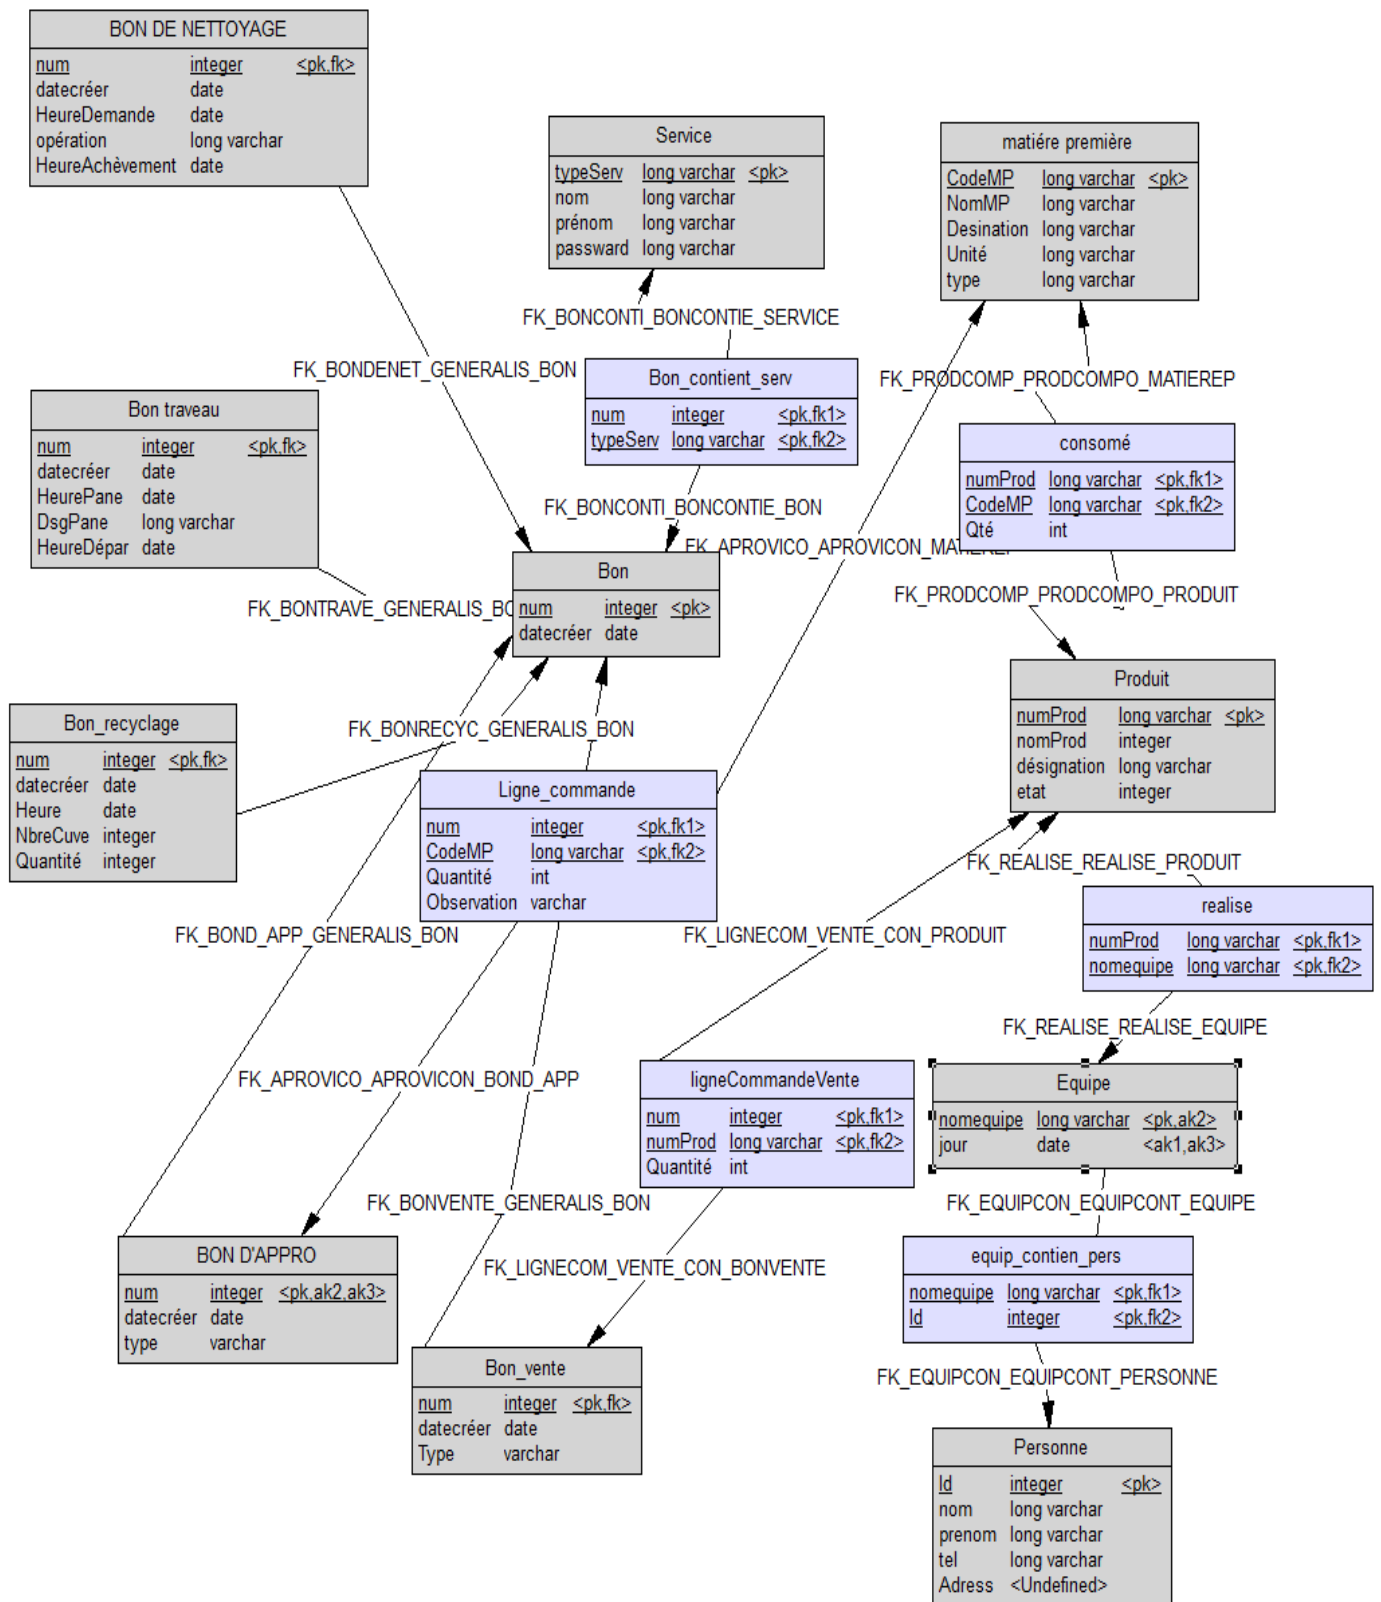 BON DE NETTOYAGE
num integer <pk,fk>
datecréer date
HeureDemande date
opération long varchar
HeureAchèvement date
Service
typeServ long varchar <pk>
nom long varchar
prénom long varchar
passward long varchar
matiére première
CodeMP long varchar <pk>
NomMP long varchar
Desination long varchar
Unité long varchar
type long varchar
FK_BONCONTI_BONCONTIE_SERVICE
FK_BONDENET_GENERALIS_BON
Bon_contient_serv
num integer <pk,fk1>
typeServ long varchar <pk,fk2>
FK_PRODCOMP_PRODCOMPO_MATIEREP
Bon traveau
num integer <pk,fk>
datecréer date
HeurePane date
DsgPane long varchar
HeureDépar date
consomé
numProd long varchar <pk,fk1>
CodeMP long varchar <pk,fk2>
Qté int
FK_BONCONTI_BONCONTIE_BON
FK_APROVICO_APROVICON_MATIEREP
FK_BONTRAVE_GENERALIS_BO
Bon
num integer <pk>
datecréer date
FK_PRODCOMP_PRODCOMPO_PRODUIT
Produit
numProd long varchar <pk>
nomProd integer
désignation long varchar
etat integer
Bon_recyclage
num integer <pk,fk>
datecréer date
Heure date
NbreCuve integer
Quantité integer
FK_BONRECYC_GENERALIS_BON
Ligne_commande
num integer <pk,fk1>
CodeMP long varchar <pk,fk2>
Quantité int
Observation varchar
FK_REALISE_REALISE_PRODUIT
realise
numProd long varchar <pk,fk1>
nomequipe long varchar <pk,fk2>
FK_BOND_APP_GENERALIS_BON
FK_LIGNECOM_VENTE_CON_PRODUIT
FK_REALISE_REALISE_EQUIPE
FK_APROVICO_APROVICON_BOND_APP
ligneCommandeVente
num integer <pk,fk1>
numProd long varchar <pk,fk2>
Quantité int
Equipe
nomequipe long varchar <pk,ak2>
jour date <ak1,ak3>
FK_BONVENTE_GENERALIS_BON
FK_EQUIPCON_EQUIPCONT_EQUIPE
BON D'APPRO
num integer <pk,ak2,ak3>
datecréer date
type varchar
FK_LIGNECOM_VENTE_CON_BONVENTE
equip_contien_pers
nomequipe long varchar <pk,fk1>
Id integer <pk,fk2>
Bon_vente
num integer <pk,fk>
datecréer date
Type varchar
FK_EQUIPCON_EQUIPCONT_PERSONNE
Personne
Id integer <pk>
nom long varchar
prenom long varchar
tel long varchar
Adress <Undefined>